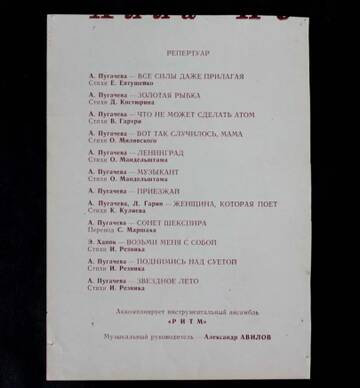 РЕПЕРТУАР
А. Пугачева — ВСЕ СИЛЫ ДАЖЕ ПРИЛАГАЯ
Стихи Е. Евтушенко
А. Пугачева — ЗОЛОТАЯ РЫБКА
Стихи Д. Костюрина
А. Пугачева — ЧТО НЕ МОЖЕТ СДЕЛАТЬ АТОМ
Стихи В.
А. Пугачева — ВОТ ТАК СЛУЧИЛОСЬ, МАМА
Стихи О. Милявского
А. Пугачева — ЛЕНИНГРАД
Стихи О. Мандельштама
А. Пугачева — МУЗЫКАНТ
Стихи О. Мандельштама
А. Пугачева — ПРИЕЗЖАЙ
А. Пугачева, Л. Гарин — ЖЕНЩИНА, КОТОРАЯ ПОЕТ
Стихи К. Кулиева
А. Пугачева — СОНЕТ ШЕКСПИРА
Перевод С. Маршака
Э. Ханок — ВОЗЬМИ МЕНЯ С СОБОЙ
Стихи И. Резника
А. Пугачева — ПОДНИМИСЬ НАД СУЕТОЙ
Стихи И. Резника
А. Пугачева — ЗВЕЗДНОЕ ЛЕТО
Стихи И. Резника
Аккомпанирует инструментальный ансамбль
«РИТМ»
Музыкальный руководитель — Александр АВИЛОВ